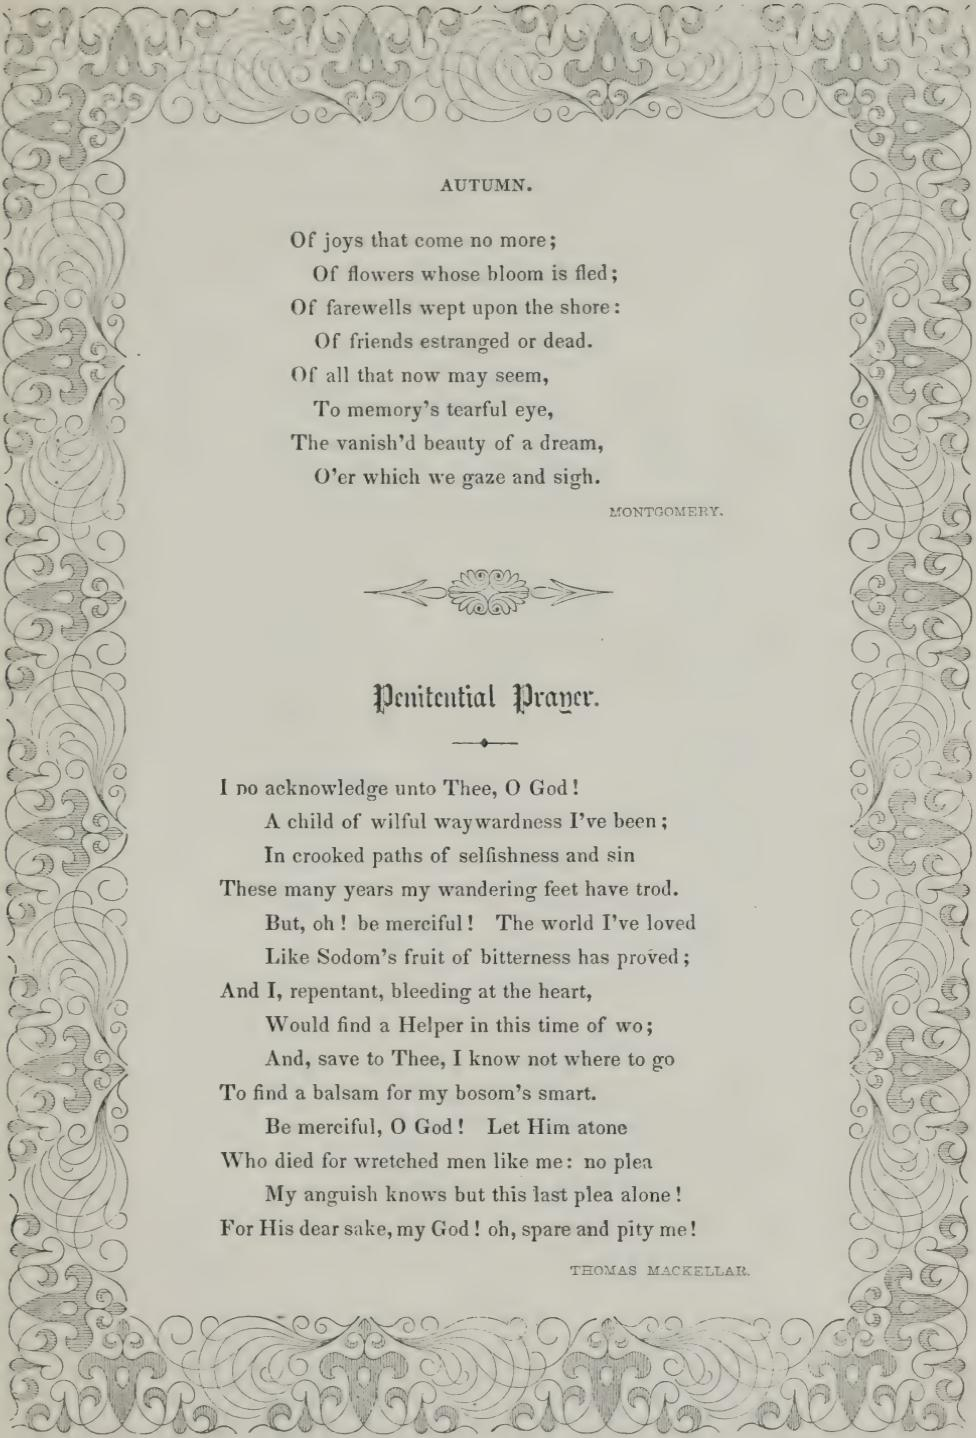 AUTUMN.
Of joys that come no more;
Of flowers whose bloom is fled;
Of farewells wept upon the shore:
Of friends estranged or dead.
Of all that now may seem,
To memory's tearful eye,
The vanish'd beauty of a dream,
O'er which we gaze and sigh.
MONTGOMERY.
Penitential Prayer.
I DO acknowledge unto Thee, O God!
A child of wilful waywardness I've been;
In crooked paths of selfishness and sin
These many years my wandering feet have trod.
But, oh! be merciful! The world I've loved
Like Sodom's fruit of bitterness has proved;
And I, repentant, bleeding at the heart,
Would find a Helper in this time of wo;
And, save to Thee, I know not where to go
To find a balsam for my bosom's smart.
Be merciful, O God! Let Him atone
Who died for wretched men like me: no plea
My anguish knows but this last plea alone!
For His dear sake, my God! oh, spare and pity me!
THOMAS MACKELLAR.